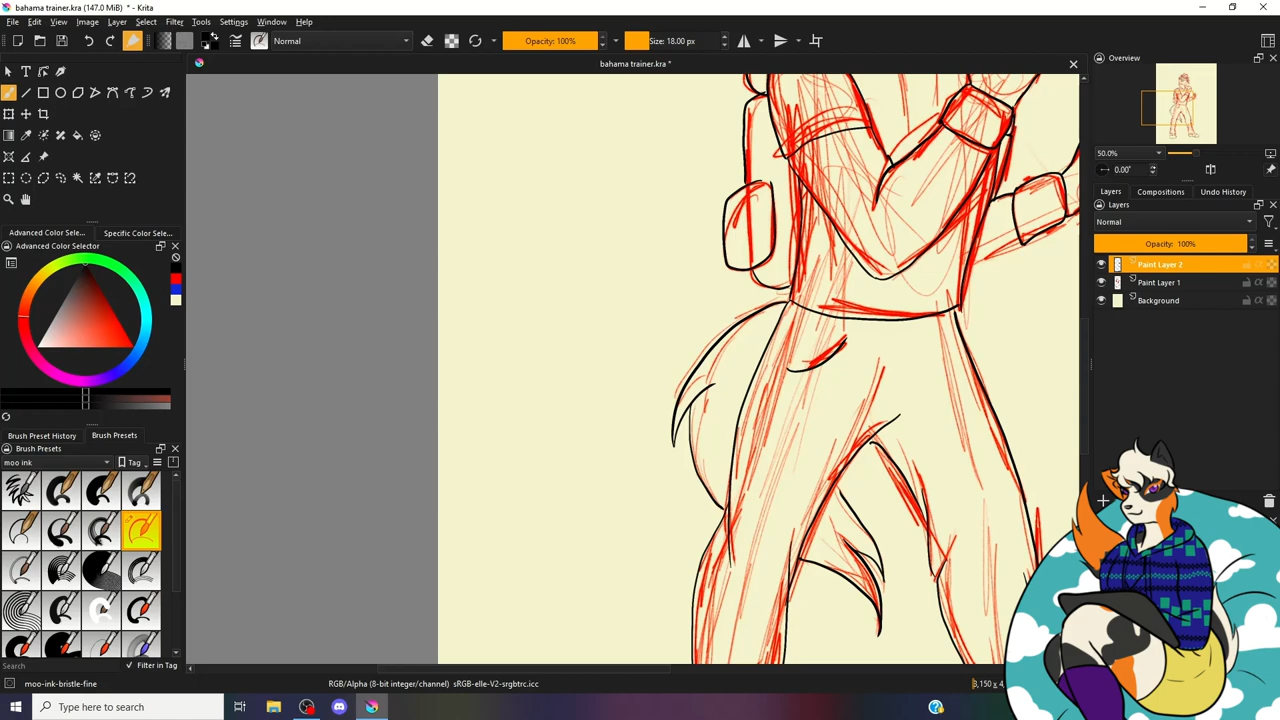 bahama trainer.kra (147.0 MiB) * - Krita
File Edit View Image Layer Select Filter Tools Settings Window Help
Normal
Opacity: 100%
Size: 18.00 px
bahama trainer.kra *
Overview
50.0%
0.00°
Layers Compositions Undo History
Layers
Normal
Opacity: 100%
Paint Layer 2
Paint Layer 1
Background
Advanced Color Sele... Specific Color Selec...
Advanced Color Selector
Brush Preset History Brush Presets
Brush Presets
moo ink
Tag
Search
Filter in Tag
moo-ink-bristle-fine
RGB/Alpha (8-bit integer/channel) sRGB-elle-V2-srgbtrc.icc
3,150 x 4,
Type here to search